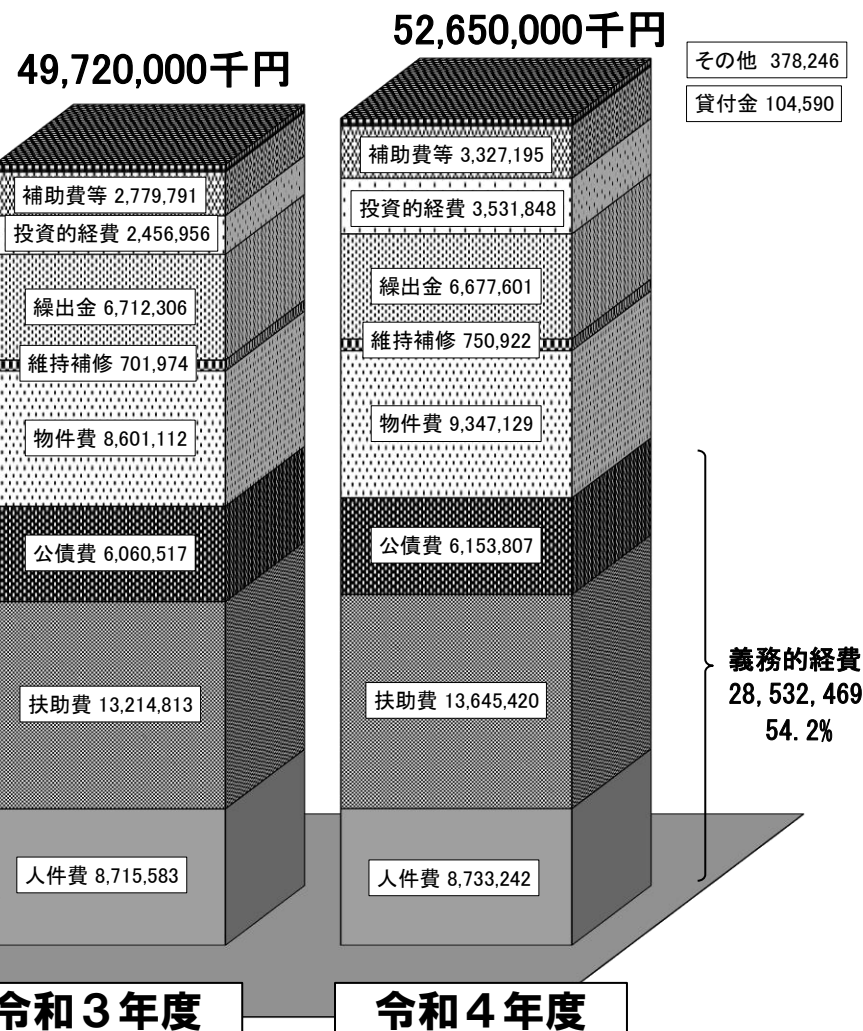 49,720,000千円
52,650,000千円
その他 378,246
貸付金 104,590
補助費等 2,779,791
投資的経費 2,456,956
繰出金 6,712,306
維持補修 701,974
物件費 8,601,112
公債費 6,060,517
扶助費 13,214,813
人件費 8,715,583
補助費等 3,327,195
投資的経費 3,531,848
繰出金 6,677,601
維持補修 750,922
物件費 9,347,129
公債費 6,153,807
扶助費 13,645,420
人件費 8,733,242
義務的経費
28,532,469
54.2%
令和3年度
令和4年度